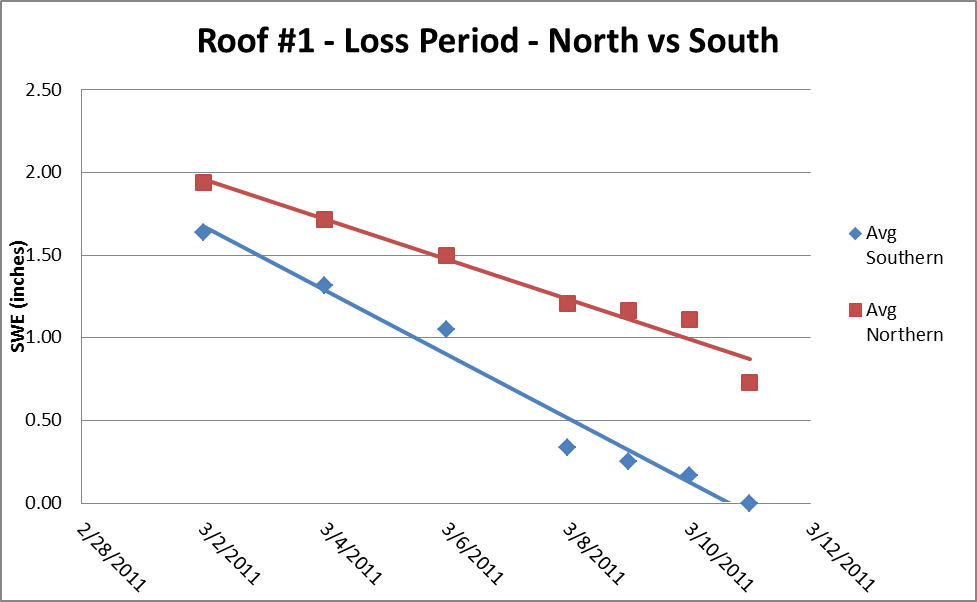 Roof #1 - Loss Period - North vs South
2.50
2.00
1.50
1.00
0.50
0.00
SWE (inches)
2/28/2011
3/2/2011
3/4/2011
3/6/2011
3/8/2011
3/10/2011
3/12/2011
Avg
Southern
Avg
Northern